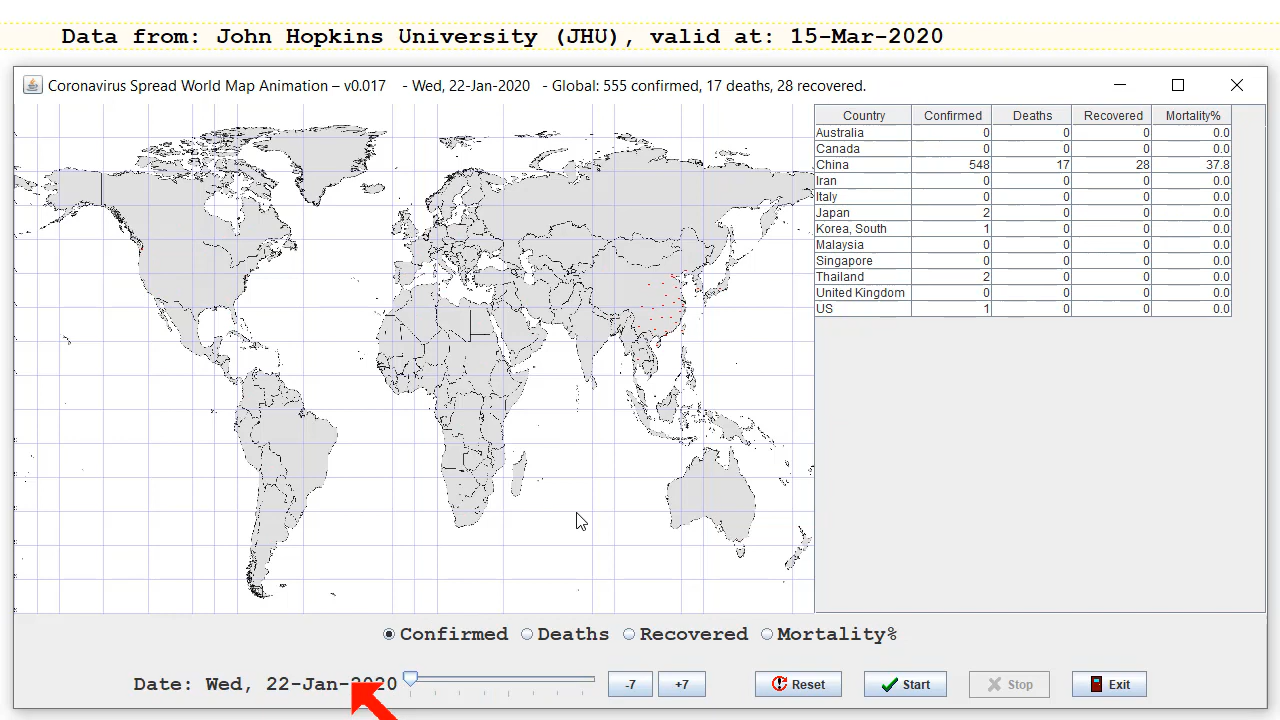 Data from: John Hopkins University (JHU), valid at: 15-Mar-2020
Coronavirus Spread World Map Animation – v0.017 - Wed, 22-Jan-2020 - Global: 555 confirmed, 17 deaths, 28 recovered.
Country Confirmed Deaths Recovered Mortality%
Australia 0 0 0 0.0
Canada 0 0 0 0.0
China 548 17 28 37.8
Iran 0 0 0 0.0
Italy 0 0 0 0.0
Japan 2 0 0 0.0
Korea, South 1 0 0 0.0
Malaysia 0 0 0 0.0
Singapore 0 0 0 0.0
Thailand 2 0 0 0.0
United Kingdom 0 0 0 0.0
US 1 0 0 0.0
Confirmed Deaths Recovered Mortality%
Date: Wed, 22-Jan-2020 -7 +7 Reset Start Stop Exit